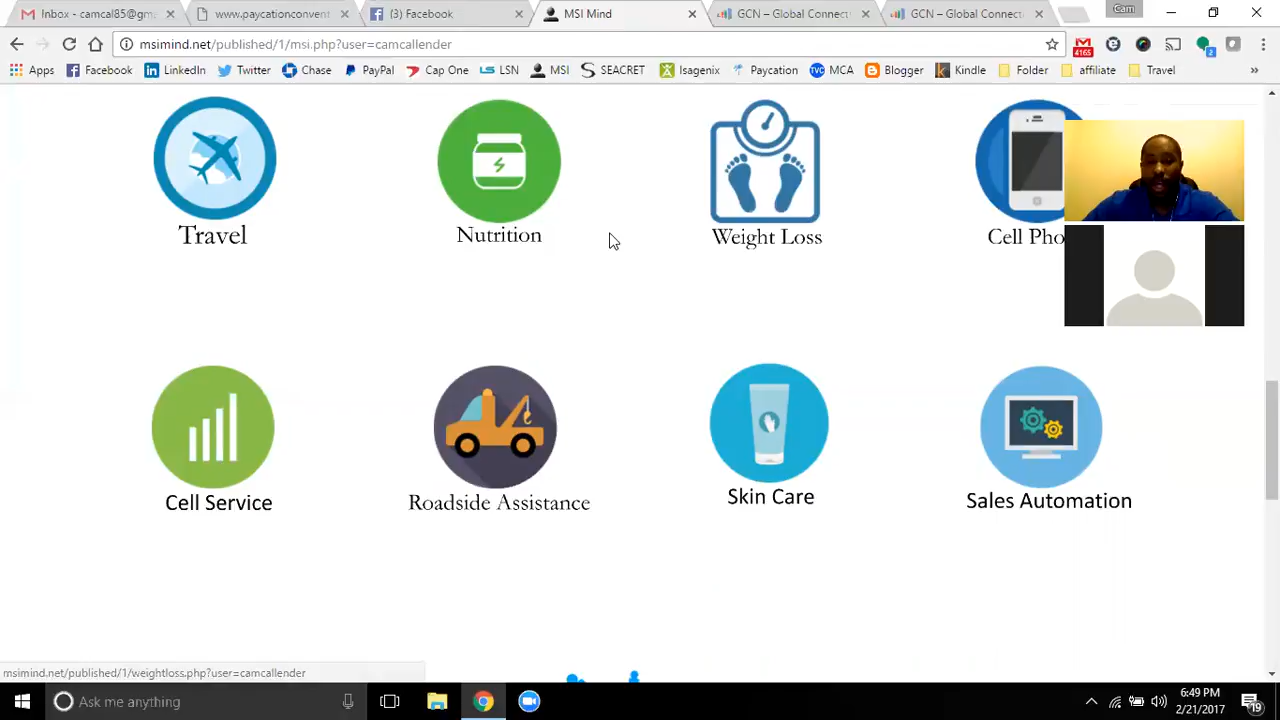 Inbox - camcal85@gm
www.paycationconvent
(3) Facebook
MSI Mind
GCN – Global Connect
GCN – Global Connect
Cam
msimind.net/published/1/msi.php?user=camcallender
4165
2
Apps
Facebook
LinkedIn
Twitter
Chase
PayPal
Cap One
LSN
MSI
SEACRET
Isagenix
Paycation
TVC MCA
Blogger
Kindle
Folder
affiliate
Travel
Travel
Nutrition
Weight Loss
Cell Pho
Cell Service
Roadside Assistance
Skin Care
Sales Automation
msimind.net/published/1/weightloss.php?user=camcallender
Ask me anything
6:49 PM
2/21/2017
19